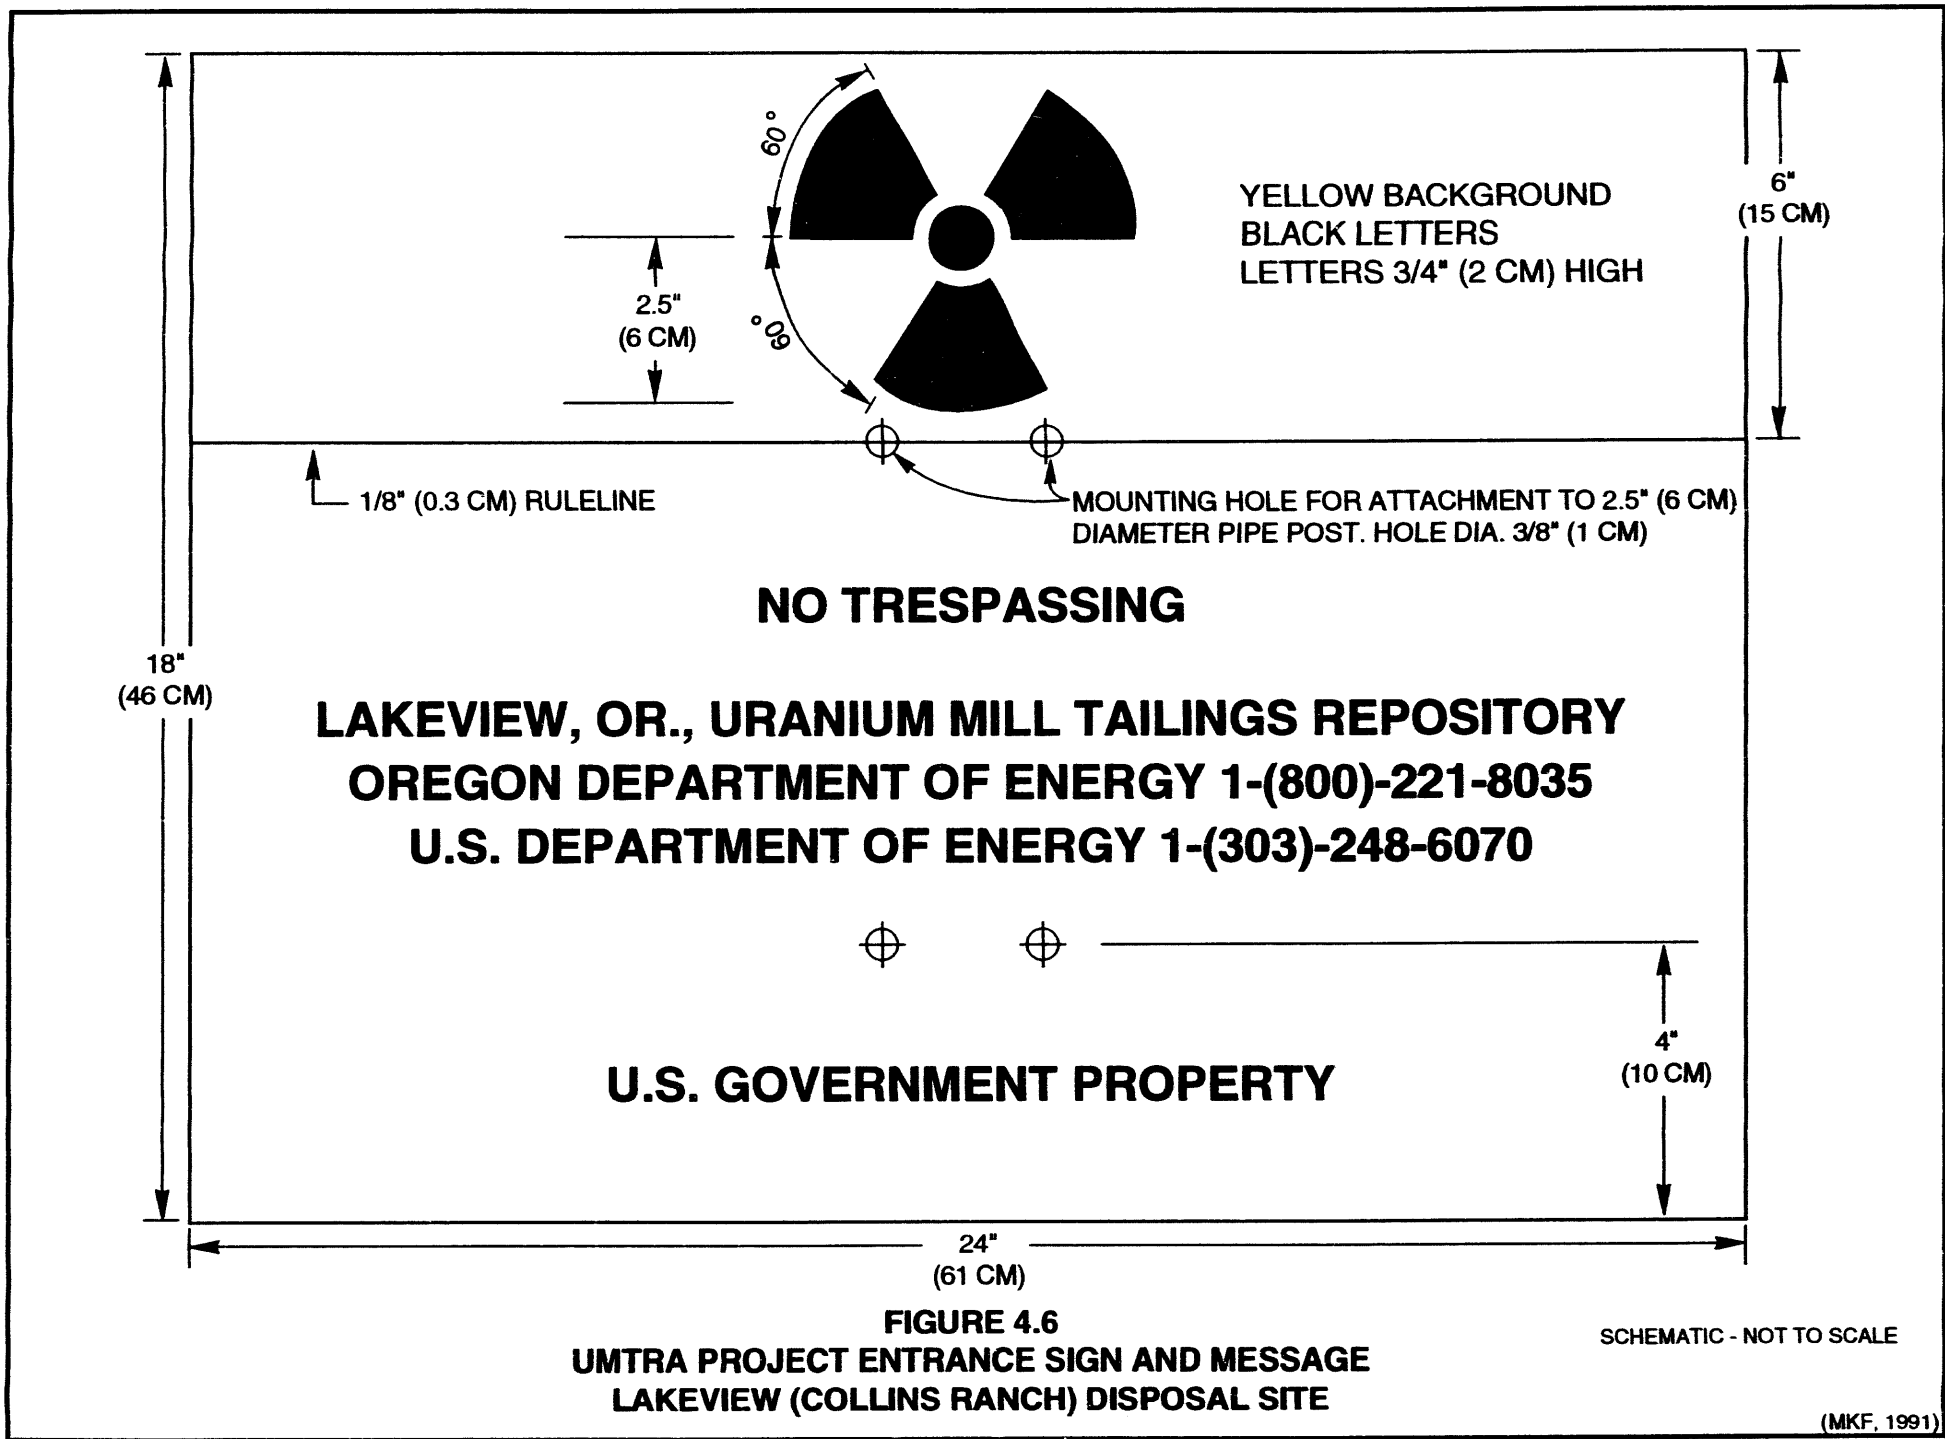 60°
YELLOW BACKGROUND
BLACK LETTERS
LETTERS 3/4" (2 CM) HIGH
6"
(15 CM)
2.5"
(6 CM)
60°
1/8" (0.3 CM) RULELINE
MOUNTING HOLE FOR ATTACHMENT TO 2.5" (6 CM)
DIAMETER PIPE POST. HOLE DIA. 3/8" (1 CM)
NO TRESPASSING
18"
(46 CM)
LAKEVIEW, OR., URANIUM MILL TAILINGS REPOSITORY
OREGON DEPARTMENT OF ENERGY 1-(800)-221-8035
U.S. DEPARTMENT OF ENERGY 1-(303)-248-6070
4"
(10 CM)
U.S. GOVERNMENT PROPERTY
24"
(61 CM)
FIGURE 4.6
UMTRA PROJECT ENTRANCE SIGN AND MESSAGE
LAKEVIEW (COLLINS RANCH) DISPOSAL SITE
SCHEMATIC - NOT TO SCALE
(MKF, 1991)